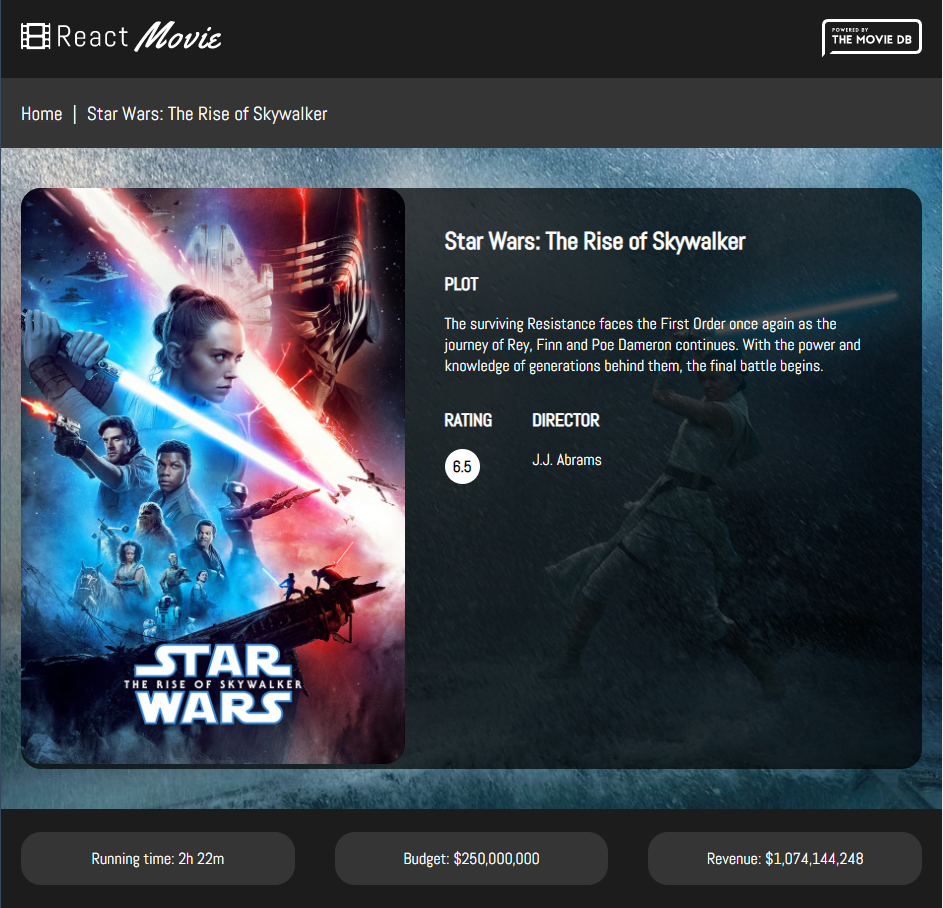 React Movie
POWERED BY
THE MOVIE DB
Home | Star Wars: The Rise of Skywalker
Star Wars: The Rise of Skywalker
PLOT
The surviving Resistance faces the First Order once again as the
journey of Rey, Finn and Poe Dameron continues. With the power and
knowledge of generations behind them, the final battle begins.
RATING DIRECTOR
6.5 J.J. Abrams
STAR
THE RISE OF SKYWALKER
WARS
Running time: 2h 22m
Budget: $250,000,000
Revenue: $1,074,144,248